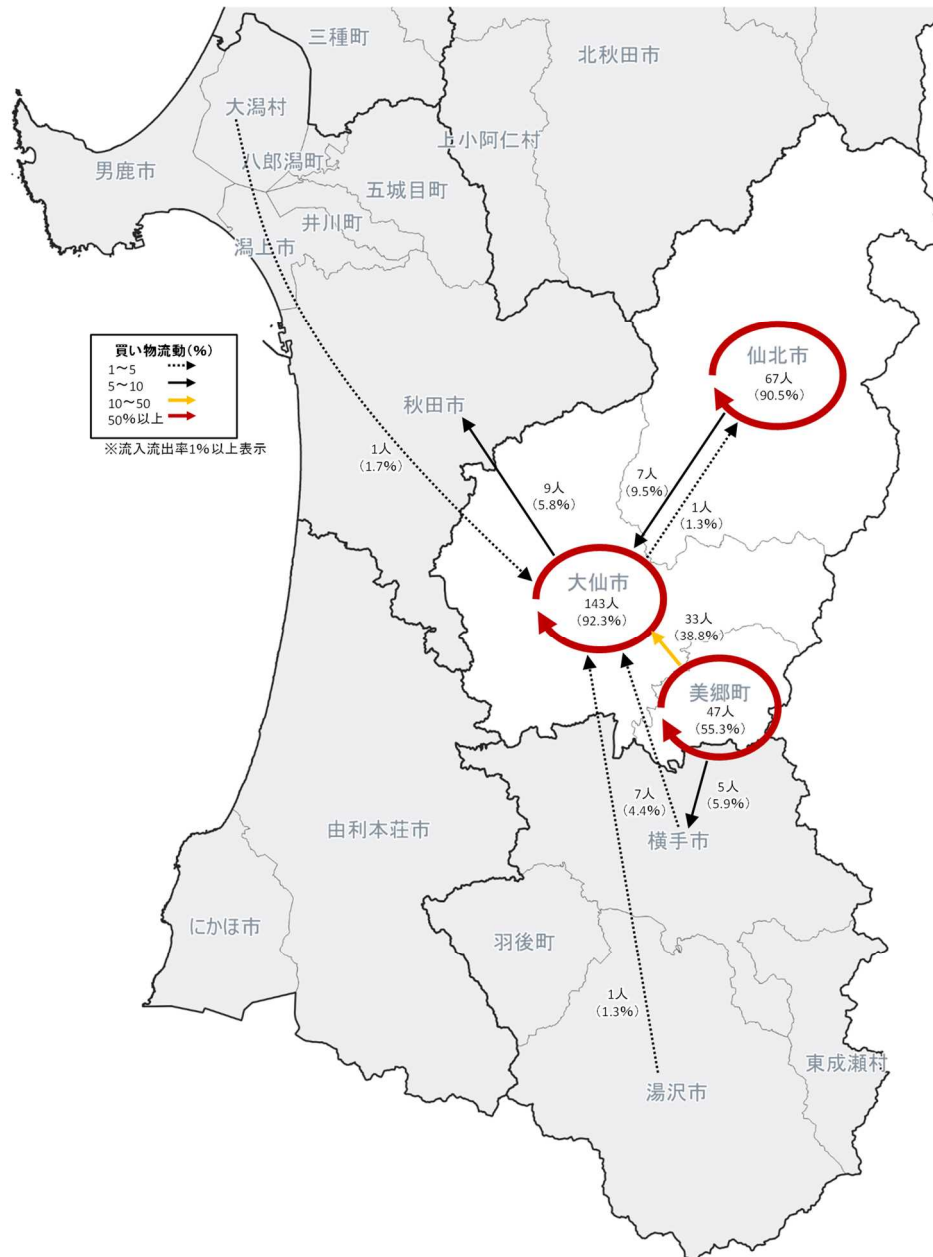 三種町
北秋田市
大潟村
上小阿仁村
八郎潟町
男鹿市
五城目町
井川町
潟上市
買い物流動(%)
1～5
5～10
10～50
50%以上
※流入流出率1%以上表示
仙北市
67人
(90.5%)
秋田市
1人
(1.7%)
9人
(5.8%)
7人
(9.5%)
1人
(1.3%)
大仙市
143人
(92.3%)
33人
(38.8%)
美郷町
47人
(55.3%)
7人
(4.4%)
5人
(5.9%)
横手市
由利本荘市
にかほ市
羽後町
1人
(1.3%)
東成瀬村
湯沢市